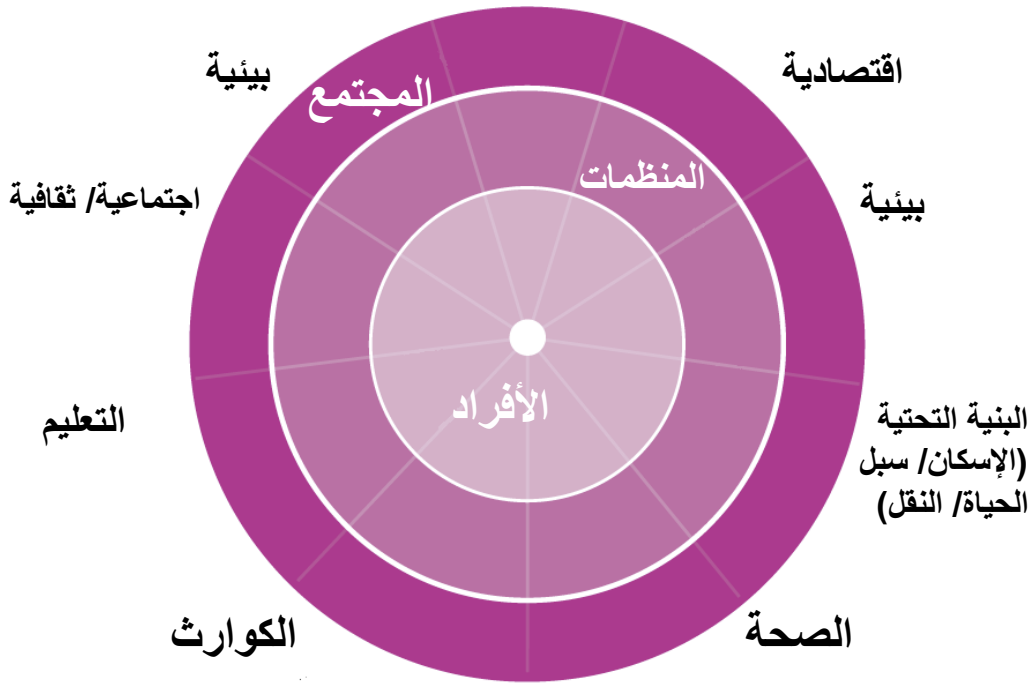 اقتصادية
بيئية
المجتمع
المنظمات
بيئية
اجتماعية/ ثقافية
الأفراد
البنية التحتية
(الإسكان/ سبل
الحياة/ النقل)
التعليم
الصحة
الكوارث